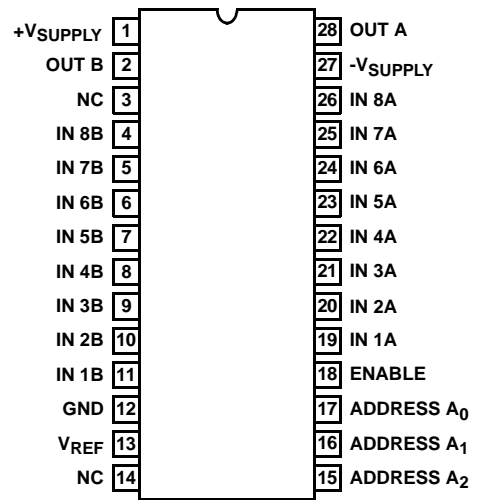 +VSUPPLY 1 28 OUT A
OUT B 2 27 -VSUPPLY
NC 3 26 IN 8A
IN 8B 4 25 IN 7A
IN 7B 5 24 IN 6A
IN 6B 6 23 IN 5A
IN 5B 7 22 IN 4A
IN 4B 8 21 IN 3A
IN 3B 9 20 IN 2A
IN 2B 10 19 IN 1A
IN 1B 11 18 ENABLE
GND 12 17 ADDRESS A0
VREF 13 16 ADDRESS A1
NC 14 15 ADDRESS A2